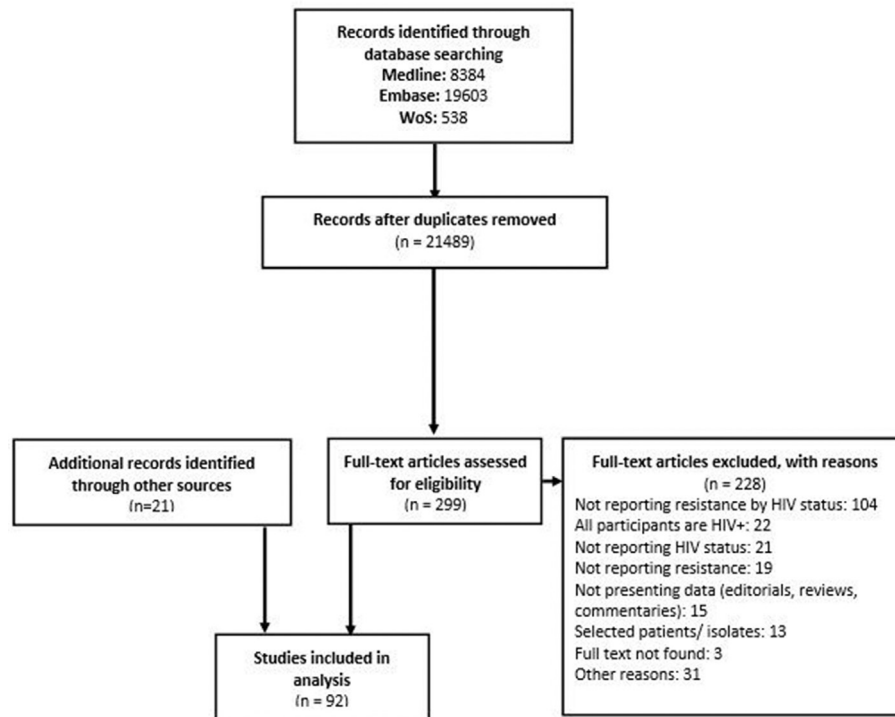 Records identified through
database searching
Medline: 8384
Embase: 19603
WoS: 538
Records after duplicates removed
(n = 21489)
Additional records identified
through other sources
(n=21)
Full-text articles assessed
for eligibility
(n = 299)
Full-text articles excluded, with reasons
(n = 228)
Not reporting resistance by HIV status: 104
All participants are HIV+: 22
Not reporting HIV status: 21
Not reporting resistance: 19
Not presenting data (editorials, reviews,
commentaries): 15
Selected patients/ isolates: 13
Full text not found: 3
Other reasons: 31
Studies included in
analysis
(n = 92)